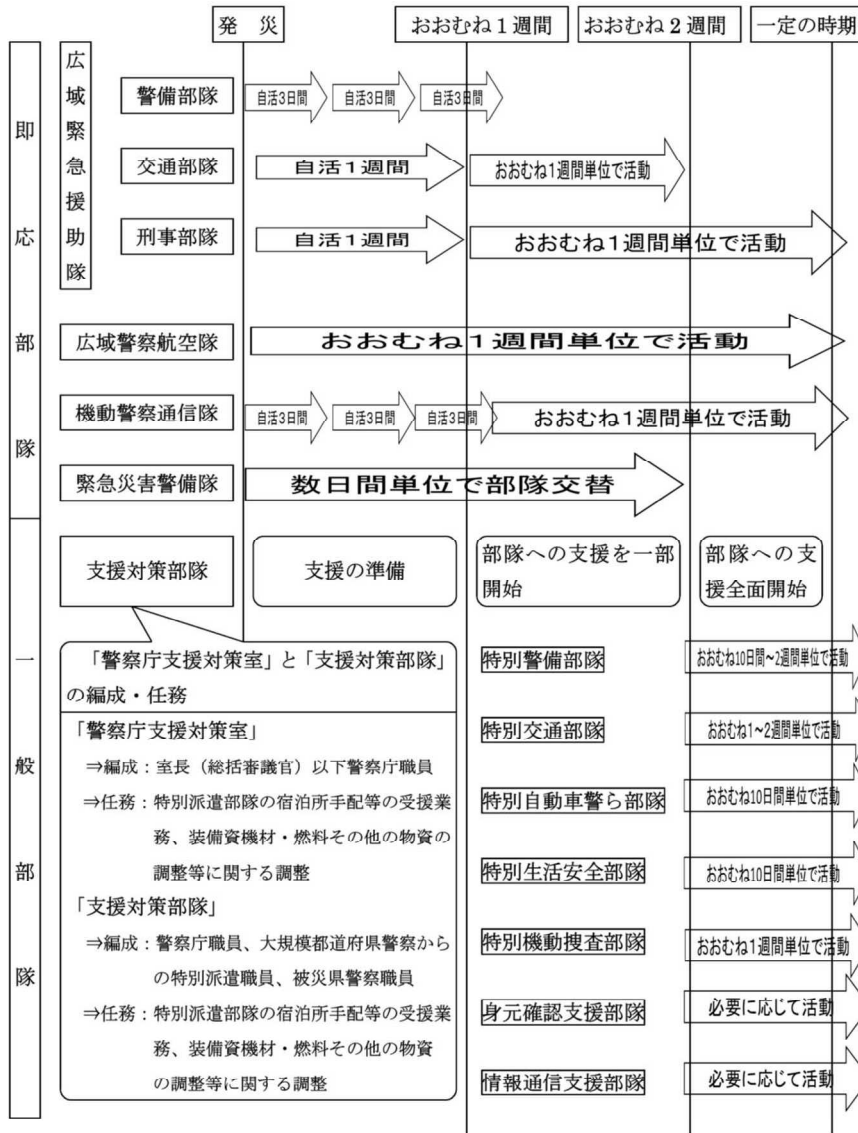 発 災
おおむね１週間
おおむね２週間
一定の時期
即応部隊
広域緊急援助隊
警備部隊
自活3日間
自活3日間
自活3日間
交通部隊
自活１週間
おおむね1週間単位で活動
刑事部隊
自活１週間
おおむね１週間単位で活動
広域警察航空隊
おおむね１週間単位で活動
機動警察通信隊
自活3日間
自活3日間
自活3日間
おおむね１週間単位で活動
緊急災害警備隊
数日間単位で部隊交替
一般部隊
支援対策部隊
支援の準備
部隊への支援を一部
開始
部隊への支
援全面開始
「警察庁支援対策室」と「支援対策部隊」
の編成・任務
「警察庁支援対策室」
⇒編成：室長（総括審議官）以下警察庁職員
⇒任務：特別派遣部隊の宿泊所手配等の受援業
務、装備資機材・燃料その他の物資の
調整等に関する調整
「支援対策部隊」
⇒編成：警察庁職員、大規模都道府県警察から
の特別派遣職員、被災県警察職員
⇒任務：特別派遣部隊の宿泊所手配等の受援業
務、装備資機材・燃料その他の物資
の調整等に関する調整
特別警備部隊
おおむね10日間～2週間単位で活動
特別交通部隊
おおむね1～2週間単位で活動
特別自動車警ら部隊
おおむね10日間単位で活動
特別生活安全部隊
おおむね10日間単位で活動
特別機動捜査部隊
おおむね1週間単位で活動
身元確認支援部隊
必要に応じて活動
情報通信支援部隊
必要に応じて活動